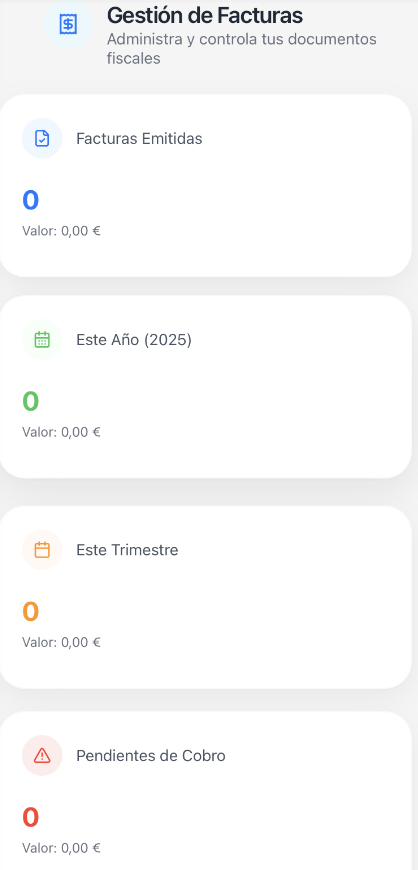 Gestión de Facturas
Administra y controla tus documentos
fiscales
Facturas Emitidas
0
Valor: 0,00 €
Este Año (2025)
0
Valor: 0,00 €
Este Trimestre
0
Valor: 0,00 €
Pendientes de Cobro
0
Valor: 0,00 €